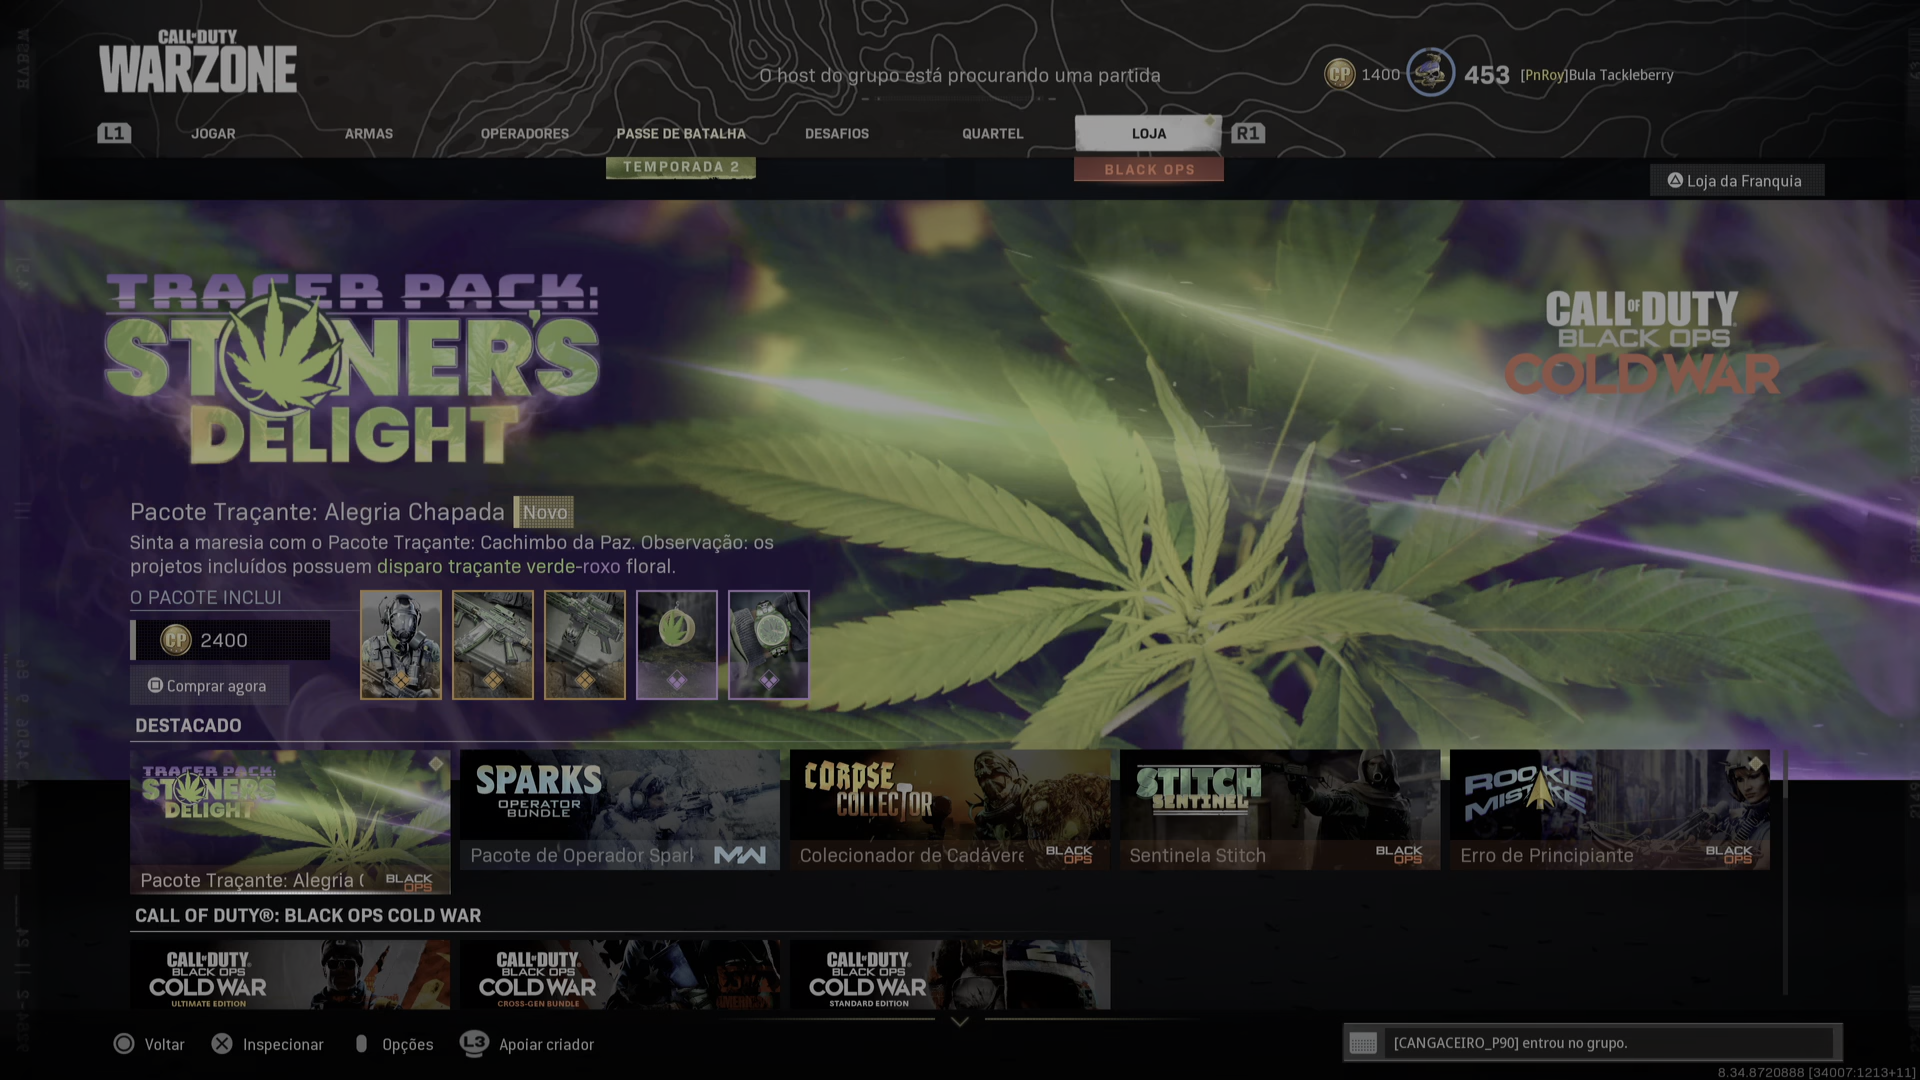 CALL OF DUTY
WARZONE
O host do grupo está procurando uma partida
CP 1400
453 [PnRoy]Bula Tackleberry
L1 JOGAR ARMAS OPERADORES PASSE DE BATALHA DESAFIOS QUARTEL LOJA R1
TEMPORADA 2
BLACK OPS
Loja da Franquia
TRACER PACK:
STONER'S
DELIGHT
CALL OF DUTY
BLACK OPS
COLD WAR
Pacote Traçante: Alegria Chapada Novo
Sinta a maresia com o Pacote Traçante: Cachimbo da Paz. Observação: os
projetos incluídos possuem disparo traçante verde-roxo floral.
O PACOTE INCLUI
CP 2400
Comprar agora
DESTACADO
TRACER PACK:
STONER'S
DELIGHT
Pacote Traçante: Alegria (
BLACK OPS
SPARKS
OPERATOR
BUNDLE
Pacote de Operador Spark
MW
CORPSE
COLLECTOR
Colecionador de Cadávere
BLACK OPS
STITCH
SENTINEL
Sentinela Stitch
BLACK OPS
ROOKIE
MISTAKE
Erro de Principiante
BLACK OPS
CALL OF DUTY®: BLACK OPS COLD WAR
CALL OF DUTY
BLACK OPS
COLD WAR
ULTIMATE EDITION
CALL OF DUTY
BLACK OPS
COLD WAR
CROSS-GEN BUNDLE
CALL OF DUTY
BLACK OPS
COLD WAR
STANDARD EDITION
Voltar Inspecionar Opções L3 Apoiar criador
[CANGACEIRO_P90] entrou no grupo.
8.34.8720888 [34007:1213+11]